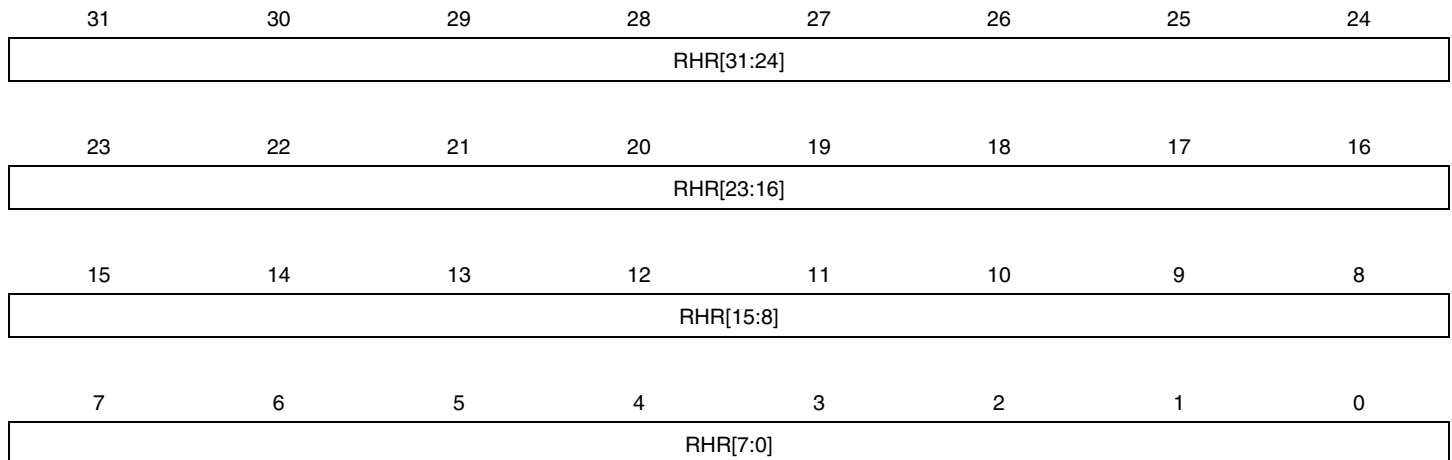 31 30 29 28 27 26 25 24
RHR[31:24]
23 22 21 20 19 18 17 16
RHR[23:16]
15 14 13 12 11 10 9 8
RHR[15:8]
7 6 5 4 3 2 1 0
RHR[7:0]